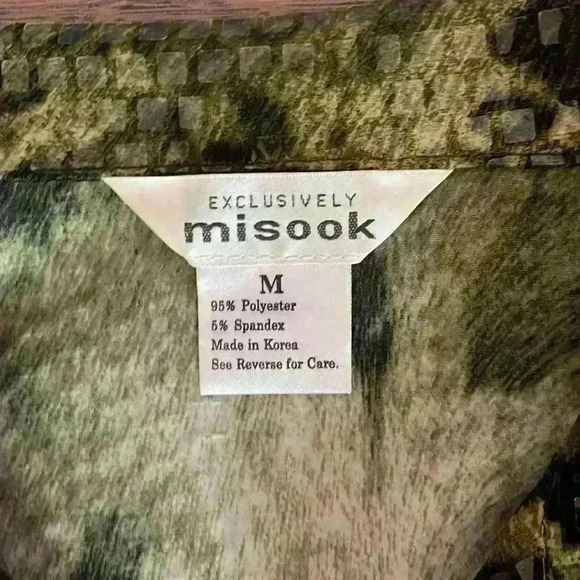 EXCLUSIVELY
misook
M
95% Polyester
5% Spandex
Made in Korea
See Reverse for Care.